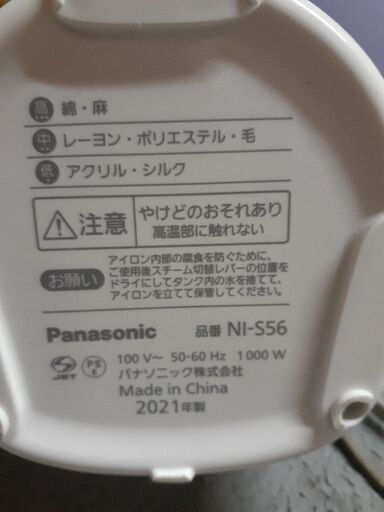 高 綿・麻
中 レーヨン・ポリエステル・毛
低 アクリル・シルク
注意 やけどのおそれあり
高温部に触れない
お願い アイロン内部の腐食を防ぐために、
ご使用後スチーム切替レバーの位置を
ドライにしてタンク内の水を捨てて、
アイロンを立てて保管してください。
Panasonic 品番 NI-S56
JET PS E 100 V~ 50-60 Hz 1 000 W
パナソニック株式会社
Made in China
2021年製